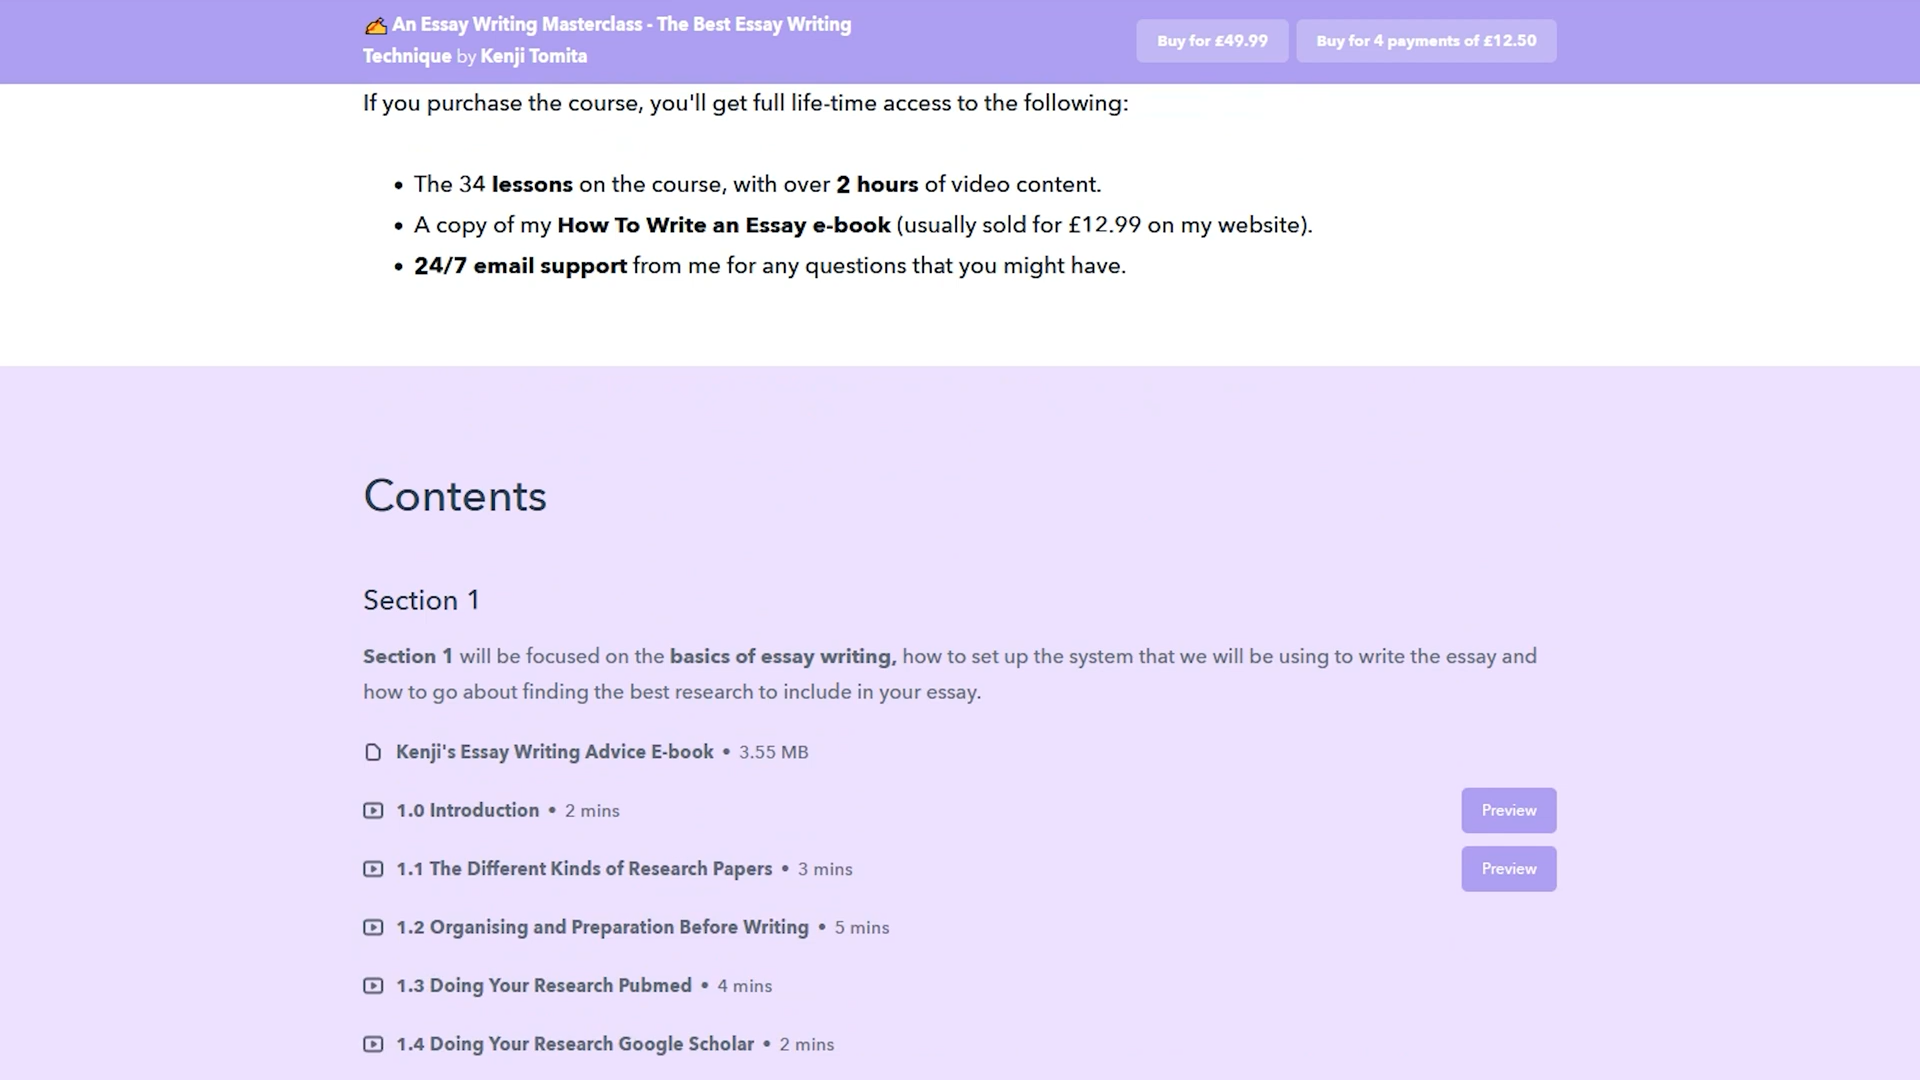 ✍️ An Essay Writing Masterclass - The Best Essay Writing
Technique by Kenji Tomita
Buy for £49.99
Buy for 4 payments of £12.50
If you purchase the course, you'll get full life-time access to the following:
• The 34 lessons on the course, with over 2 hours of video content.
• A copy of my How To Write an Essay e-book (usually sold for £12.99 on my website).
• 24/7 email support from me for any questions that you might have.
Contents
Section 1
Section 1 will be focused on the basics of essay writing, how to set up the system that we will be using to write the essay and
how to go about finding the best research to include in your essay.
Kenji's Essay Writing Advice E-book • 3.55 MB
1.0 Introduction • 2 mins
Preview
1.1 The Different Kinds of Research Papers • 3 mins
Preview
1.2 Organising and Preparation Before Writing • 5 mins
1.3 Doing Your Research Pubmed • 4 mins
1.4 Doing Your Research Google Scholar • 2 mins